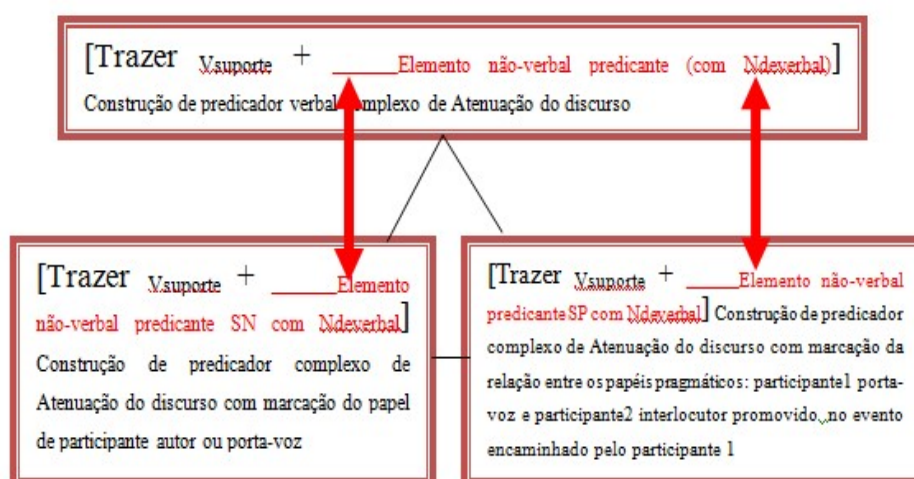 [Trazer Vsuporte + ______Elemento não-verbal predicante (com Ndeverbal)]
Construção de predicador verbal complexo de Atenuação do discurso
[Trazer Vsuporte + ______Elemento
não-verbal predicante SN com Ndeverbal]
Construção de predicador complexo de
Atenuação do discurso com marcação do papel
de participante autor ou porta-voz
[Trazer Vsuporte + ______Elemento não-verbal
predicante SP com Ndeverbal] Construção de predicador
complexo de Atenuação do discurso com marcação da
relação entre os papéis pragmáticos: participante1 porta-
voz e participante2 interlocutor promovido, no evento
encaminhado pelo participante 1